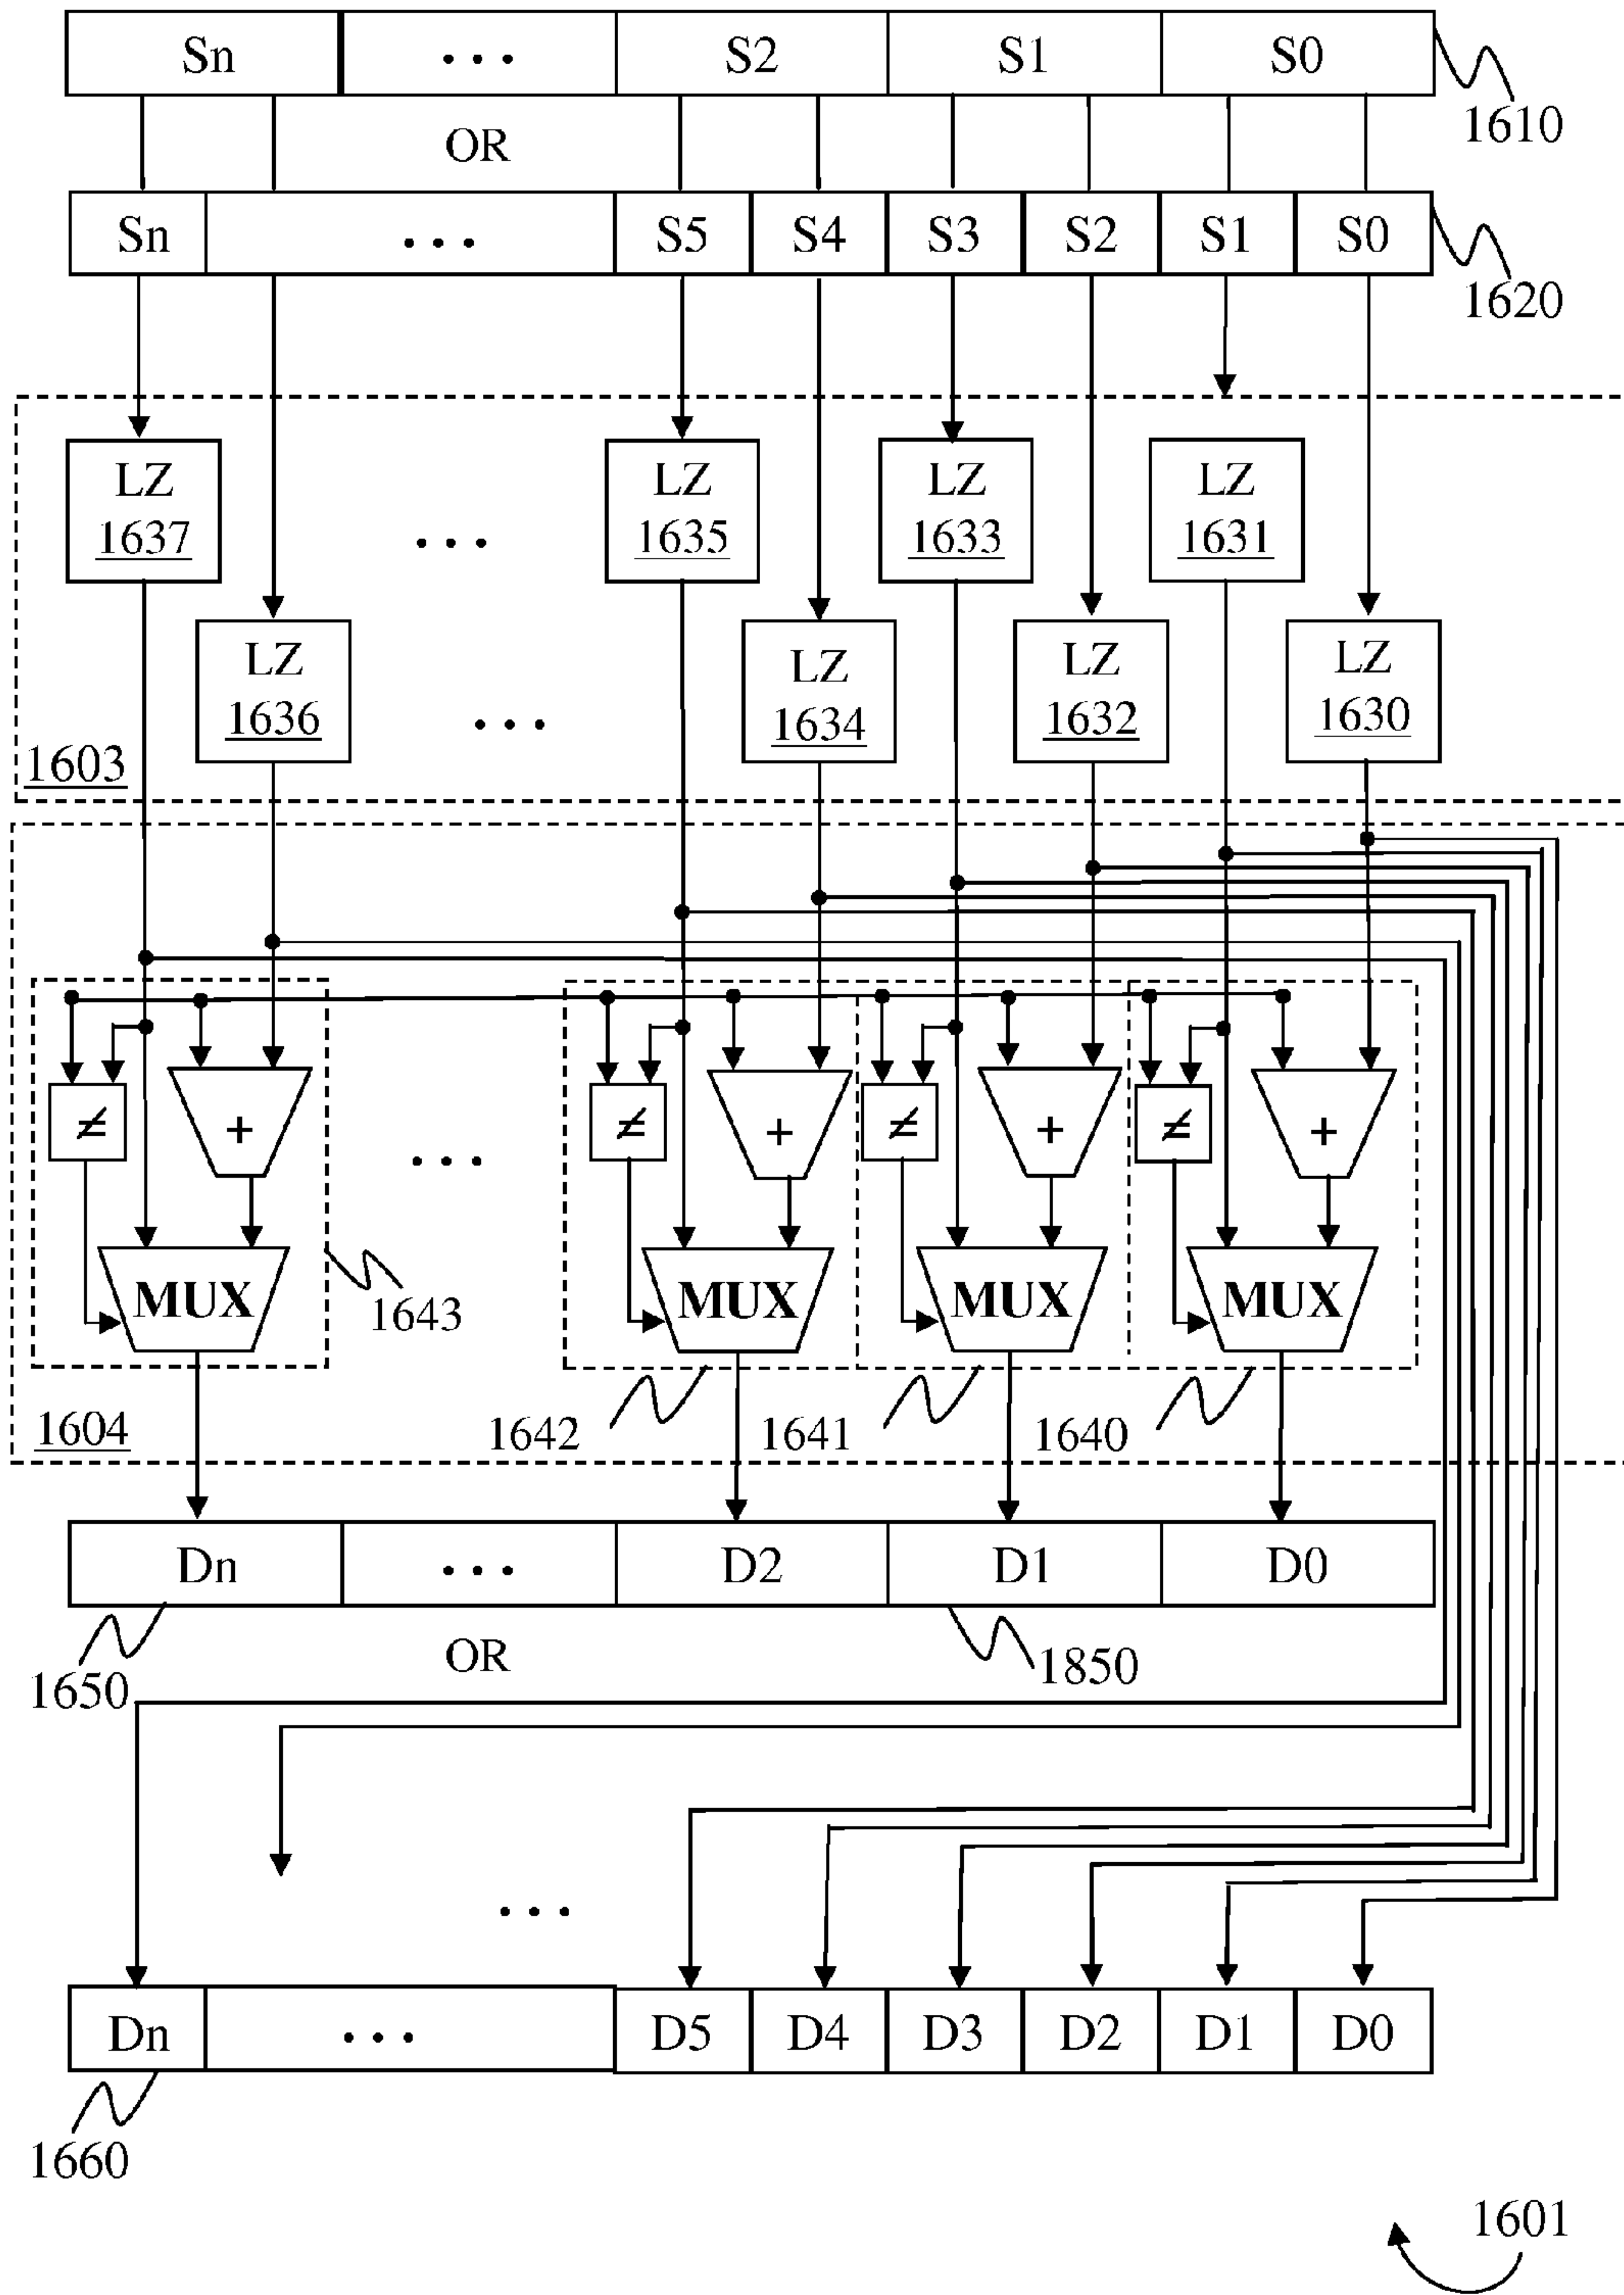 Sn ... S2 S1 S0
1610
OR
Sn ... S5 S4 S3 S2 S1 S0
1620
LZ LZ LZ LZ
1637 ... 1635 1633 1631
LZ LZ LZ LZ
1636 ... 1634 1632 1630
1603
≠ + ... ≠ + ≠ + ≠ +
MUX MUX MUX MUX
1643
1604 1642 1641 1640
Dn ... D2 D1 D0
1650 OR 1850
...
Dn ... D5 D4 D3 D2 D1 D0
1660
1601